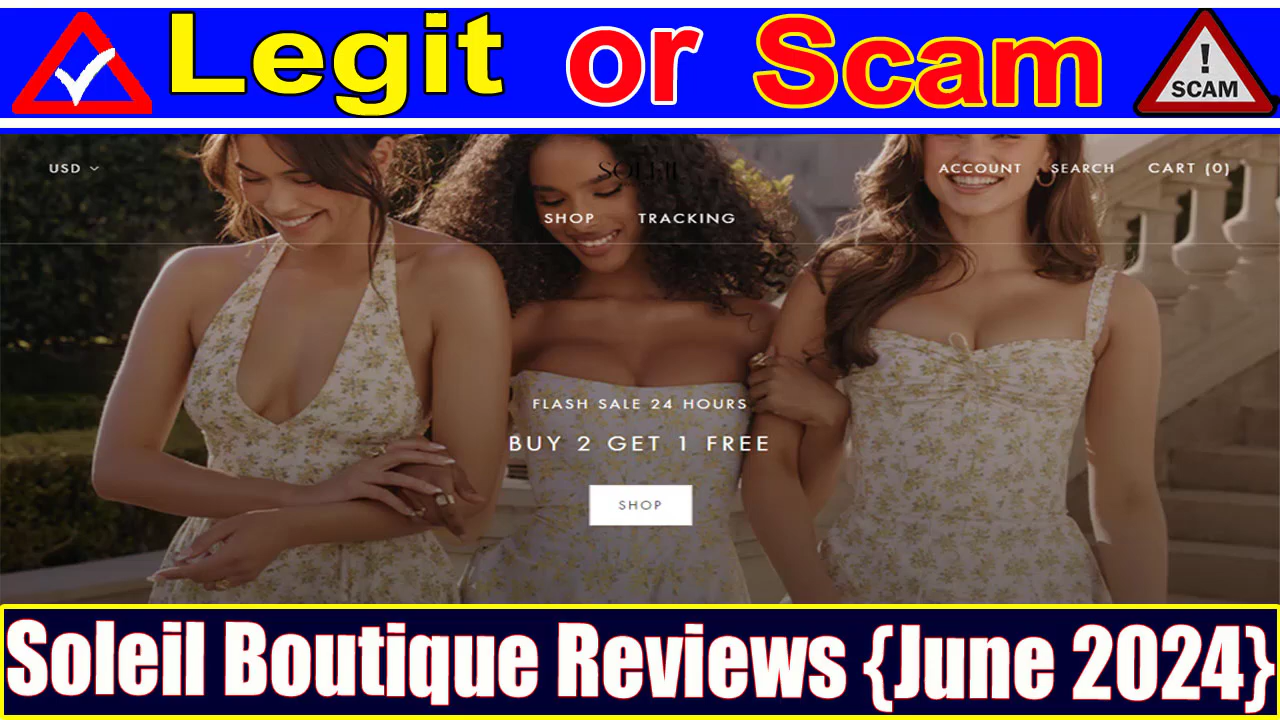 Legit or Scam
! SCAM
USD SOLEIL ACCOUNT SEARCH CART (0)
SHOP TRACKING
FLASH SALE 24 HOURS
BUY 2 GET 1 FREE
SHOP
Soleil Boutique Reviews {June 2024}